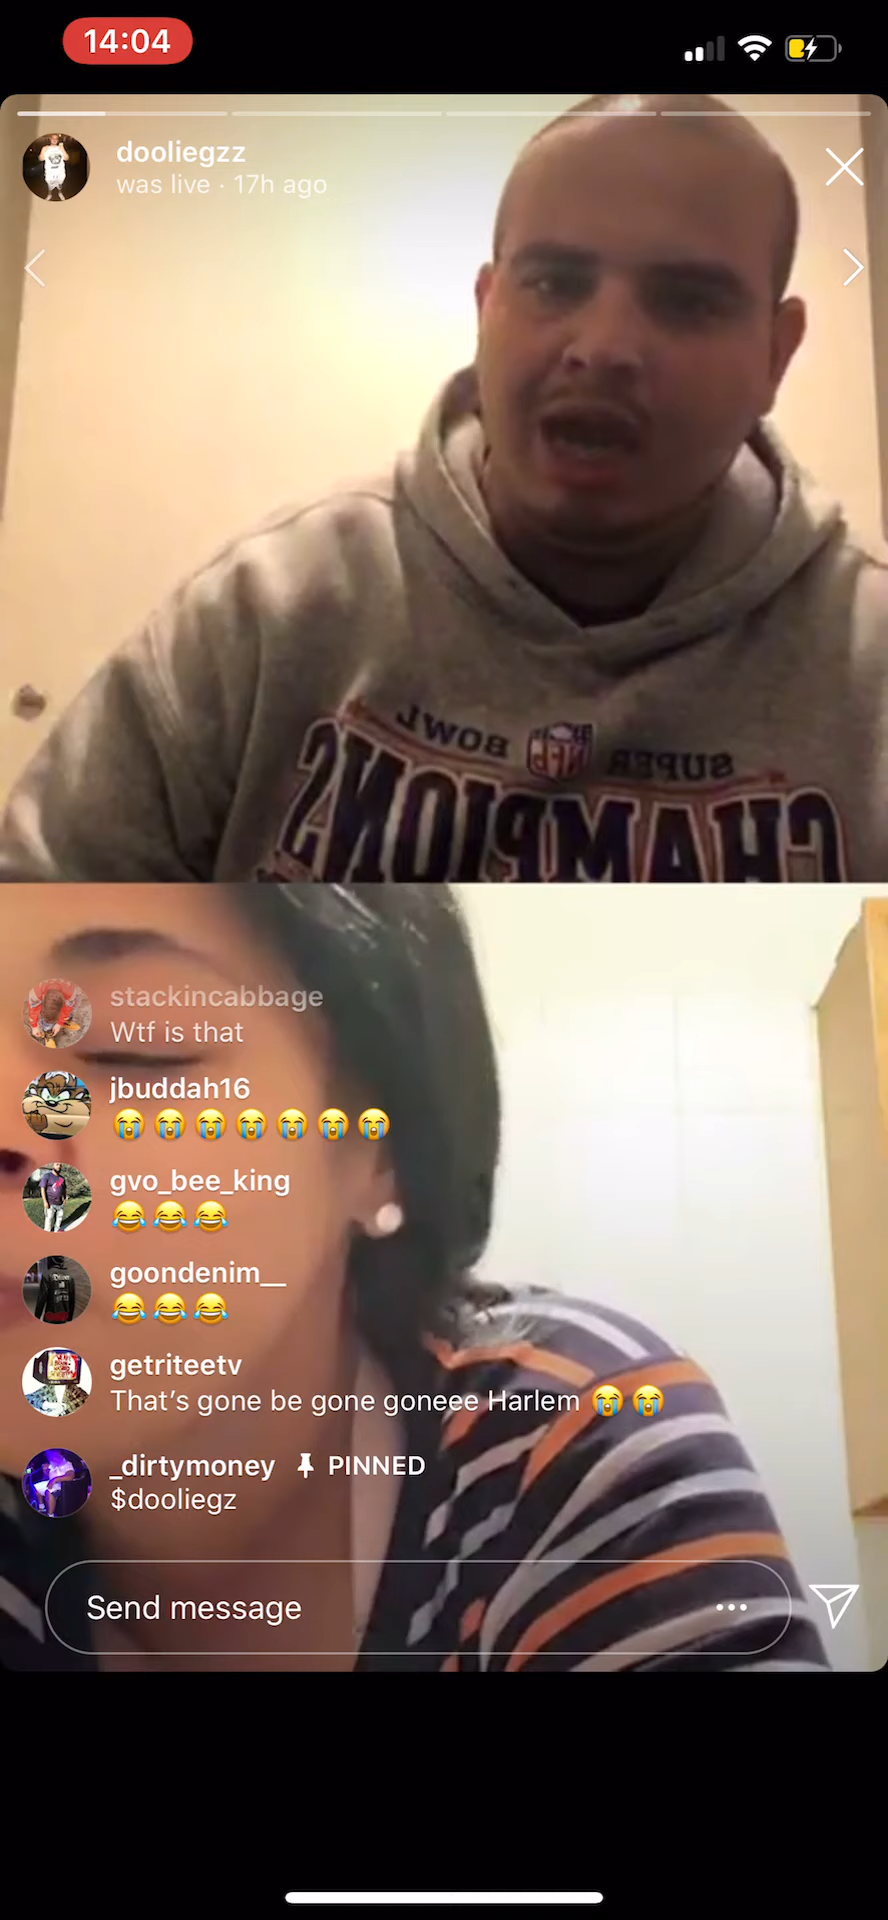 14:04
dooliegzz
was live · 17h ago
SUPER NFL BOWL
CHAMPIONS
stackincabbage
Wtf is that
jbuddah16
😭😭😭😭😭😭😭
gvo_bee_king
😂😂😂
goondenim__
😂😂😂
getriteetv
That's gone be gone goneee Harlem 😭😭
_dirtymoney PINNED
$dooliegz
Send message